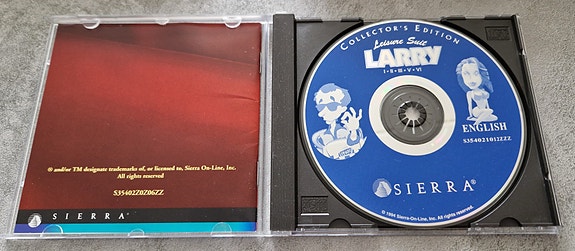 ® and/or TM designate trademarks of, or licensed to, Sierra On-Line, Inc.
All rights reserved
S35402Z0Z06ZZ
SIERRA®
COLLECTOR'S EDITION
Leisure Suit
LARRY
I • II • III • V • VI
ENGLISH
S354021012ZZZ
SIERRA®
© 1994 Sierra On-Line, Inc. All rights reserved.